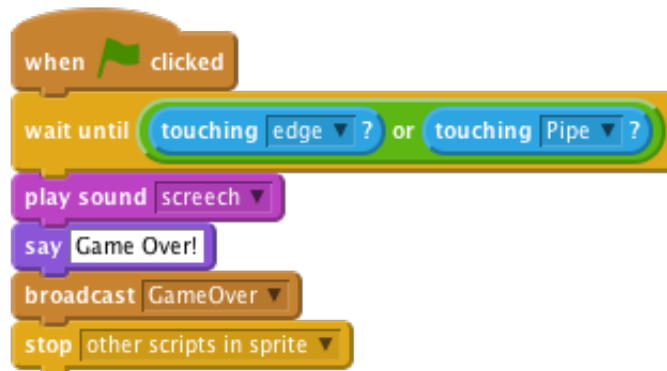 when clicked
wait until touching edge ? or touching Pipe ?
play sound screech
say Game Over!
broadcast GameOver
stop other scripts in sprite